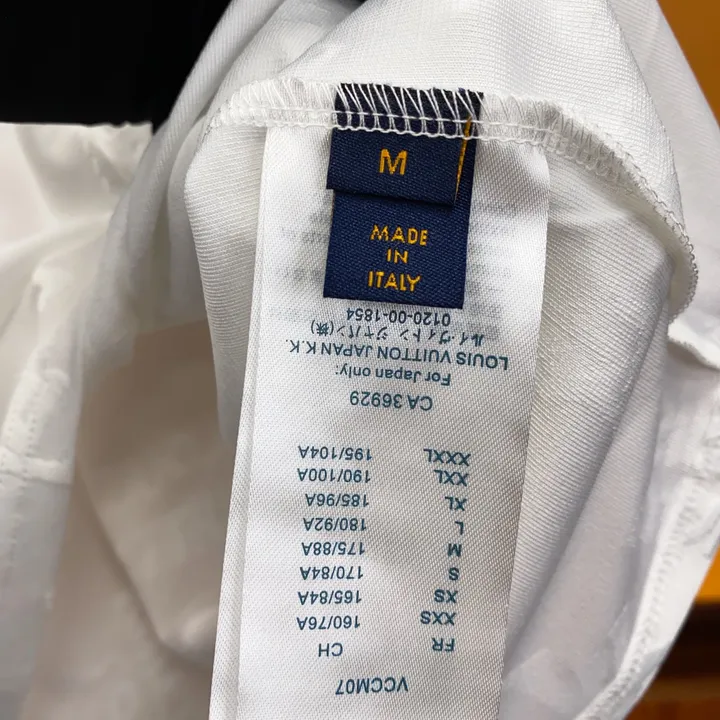 M
MADE
IN
ITALY
VCCM07
FR CH
XXS 160/76A
XS 165/84A
S 170/84A
M 175/88A
L 180/92A
XL 185/96A
XXL 190/100A
XXXL 195/104A
CA 36929
For Japan only:
LOUIS VUITTON JAPAN K.K.
ルイ・ヴィトン ジャパン(株)
0120-00-1854